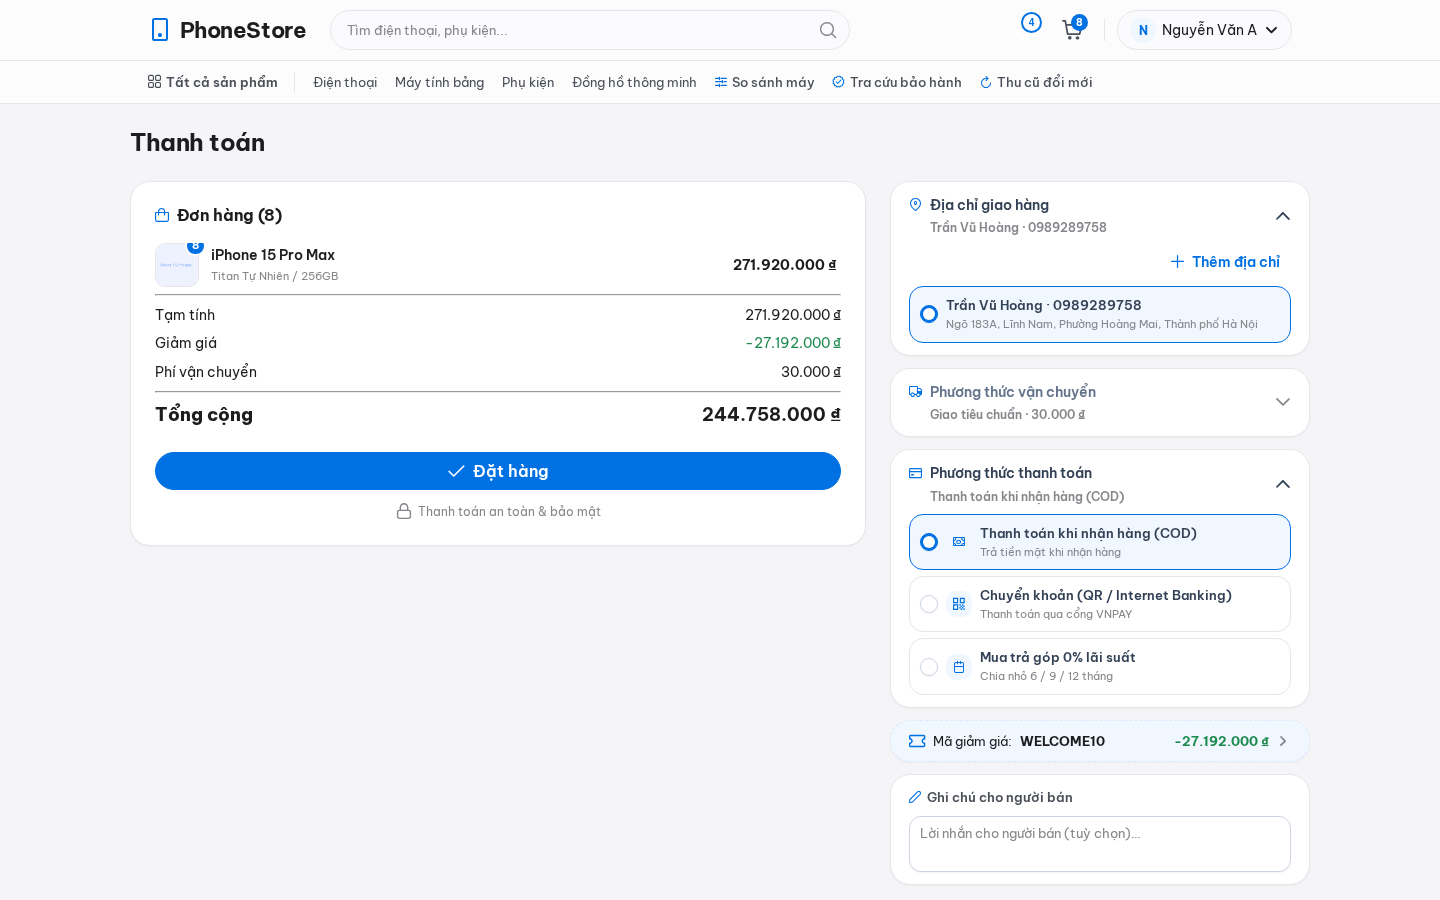 PhoneStore
Tìm điện thoại, phụ kiện...
4
8
N
Nguyễn Văn A
Tất cả sản phẩm
Điện thoại
Máy tính bảng
Phụ kiện
Đồng hồ thông minh
So sánh máy
Tra cứu bảo hành
Thu cũ đổi mới
Thanh toán
Đơn hàng (8)
8
iPhone 15 Pro Max
Titan Tự Nhiên / 256GB
271.920.000 ₫
Tạm tính
271.920.000 ₫
Giảm giá
-27.192.000 ₫
Phí vận chuyển
30.000 ₫
Tổng cộng
244.758.000 ₫
Đặt hàng
Thanh toán an toàn & bảo mật
Địa chỉ giao hàng
Trần Vũ Hoàng · 0989289758
Thêm địa chỉ
Trần Vũ Hoàng · 0989289758
Ngõ 183A, Lĩnh Nam, Phường Hoàng Mai, Thành phố Hà Nội
Phương thức vận chuyển
Giao tiêu chuẩn · 30.000 ₫
Phương thức thanh toán
Thanh toán khi nhận hàng (COD)
Thanh toán khi nhận hàng (COD)
Trả tiền mặt khi nhận hàng
Chuyển khoản (QR / Internet Banking)
Thanh toán qua cổng VNPAY
Mua trả góp 0% lãi suất
Chia nhỏ 6 / 9 / 12 tháng
Mã giảm giá: WELCOME10
-27.192.000 ₫
Ghi chú cho người bán
Lời nhắn cho người bán (tuỳ chọn)...